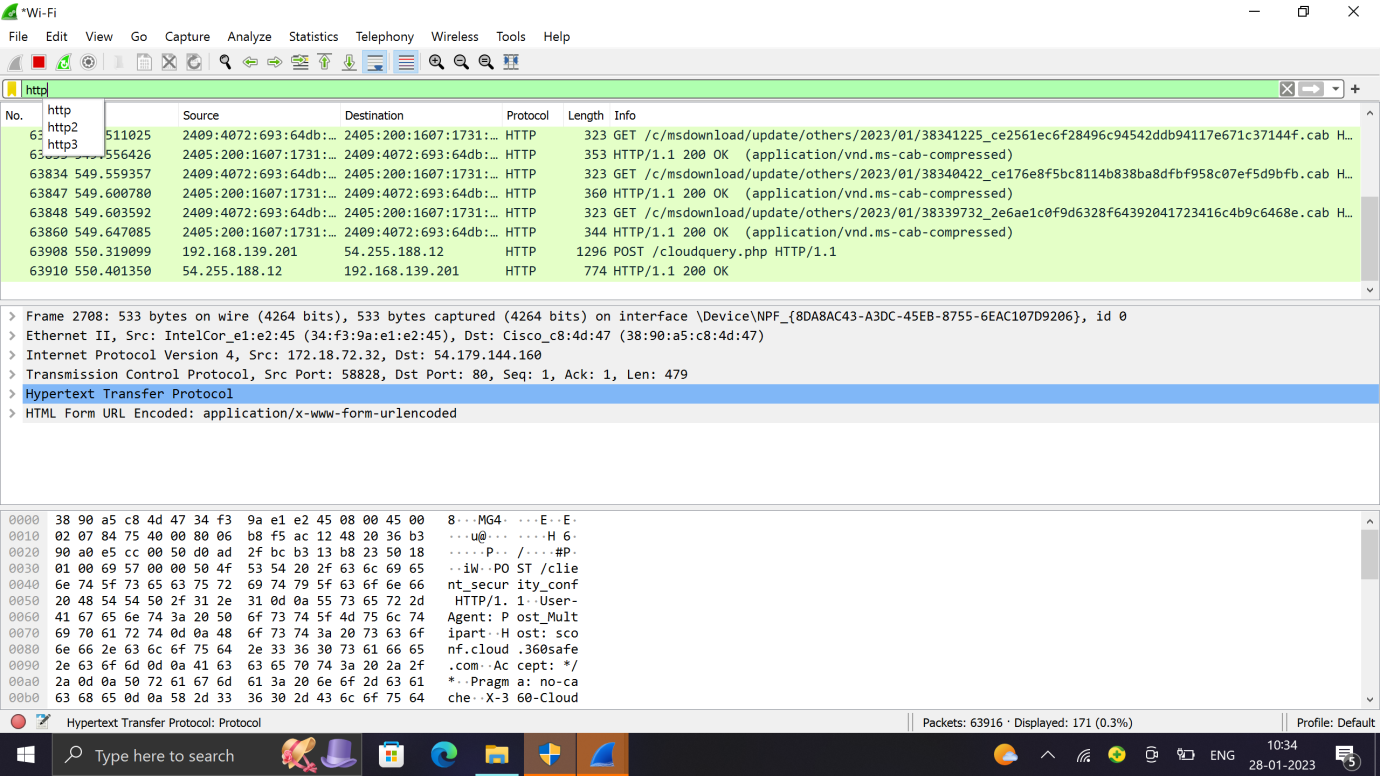 *Wi-Fi
File Edit View Go Capture Analyze Statistics Telephony Wireless Tools Help
http
http
http2
http3
No. Source Destination Protocol Length Info
511025 2409:4072:693:64db:… 2405:200:1607:1731:… HTTP 323 GET /c/msdownload/update/others/2023/01/38341225_ce2561ec6f28496c94542ddb94117e671c37144f.cab H…
556426 2405:200:1607:1731:… 2409:4072:693:64db:… HTTP 353 HTTP/1.1 200 OK (application/vnd.ms-cab-compressed)
63834 549.559357 2409:4072:693:64db:… 2405:200:1607:1731:… HTTP 323 GET /c/msdownload/update/others/2023/01/38340422_ce176e8f5bc8114b838ba8dfbf958c07ef5d9bfb.cab H…
63847 549.600780 2405:200:1607:1731:… 2409:4072:693:64db:… HTTP 360 HTTP/1.1 200 OK (application/vnd.ms-cab-compressed)
63848 549.603592 2409:4072:693:64db:… 2405:200:1607:1731:… HTTP 323 GET /c/msdownload/update/others/2023/01/38339732_2e6ae1c0f9d6328f64392041723416c4b9c6468e.cab H…
63860 549.647085 2405:200:1607:1731:… 2409:4072:693:64db:… HTTP 344 HTTP/1.1 200 OK (application/vnd.ms-cab-compressed)
63908 550.319099 192.168.139.201 54.255.188.12 HTTP 1296 POST /cloudquery.php HTTP/1.1
63910 550.401350 54.255.188.12 192.168.139.201 HTTP 774 HTTP/1.1 200 OK
Frame 2708: 533 bytes on wire (4264 bits), 533 bytes captured (4264 bits) on interface \Device\NPF_{8DA8AC43-A3DC-45EB-8755-6EAC107D9206}, id 0
Ethernet II, Src: IntelCor_e1:e2:45 (34:f3:9a:e1:e2:45), Dst: Cisco_c8:4d:47 (38:90:a5:c8:4d:47)
Internet Protocol Version 4, Src: 172.18.72.32, Dst: 54.179.144.160
Transmission Control Protocol, Src Port: 58828, Dst Port: 80, Seq: 1, Ack: 1, Len: 479
Hypertext Transfer Protocol
HTML Form URL Encoded: application/x-www-form-urlencoded
0000 38 90 a5 c8 4d 47 34 f3 9a e1 e2 45 08 00 45 00 8···MG4· ···E··E·
0010 02 07 84 75 40 00 80 06 b8 f5 ac 12 48 20 36 b3 ···u@··· ····H 6·
0020 90 a0 e5 cc 00 50 d0 ad 2f bc b3 13 b8 23 50 18 ·····P·· /····#P·
0030 01 00 69 57 00 00 50 4f 53 54 20 2f 63 6c 69 65 ··iW··PO ST /clie
0040 6e 74 5f 73 65 63 75 72 69 74 79 5f 63 6f 6e 66 nt_secur ity_conf
0050 20 48 54 54 50 2f 31 2e 31 0d 0a 55 73 65 72 2d HTTP/1. 1··User-
0060 41 67 65 6e 74 3a 20 50 6f 73 74 5f 4d 75 6c 74 Agent: P ost_Mult
0070 69 70 61 72 74 0d 0a 48 6f 73 74 3a 20 73 63 6f ipart··H ost: sco
0080 6e 66 2e 63 6c 6f 75 64 2e 33 36 30 73 61 66 65 nf.cloud .360safe
0090 2e 63 6f 6d 0d 0a 41 63 63 65 70 74 3a 20 2a 2f .com··Ac cept: */
00a0 2a 0d 0a 50 72 61 67 6d 61 3a 20 6e 6f 2d 63 61 *··Pragm a: no-ca
00b0 63 68 65 0d 0a 58 2d 33 36 30 2d 43 6c 6f 75 64 che··X-3 60-Cloud
Hypertext Transfer Protocol: Protocol Packets: 63916 · Displayed: 171 (0.3%) Profile: Default
Type here to search ENG 10:34
28-01-2023 5